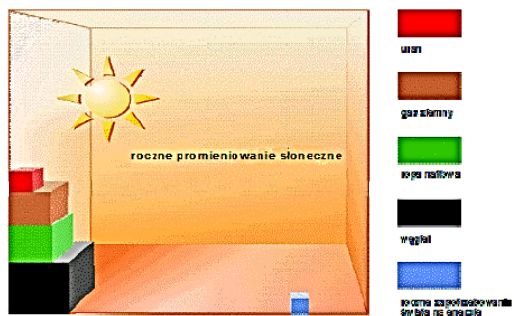 roczne promieniowanie słoneczne
uran
gaz ziemny
ropa naftowa
węgiel
roczne zapotrzebowanie
świata na energię